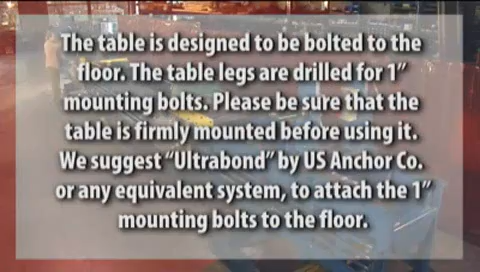 The table is designed to be bolted to the
floor. The table legs are drilled for 1”
mounting bolts. Please be sure that the
table is firmly mounted before using it.
We suggest “Ultrabond” by US Anchor Co.
or any equivalent system, to attach the 1”
mounting bolts to the floor.